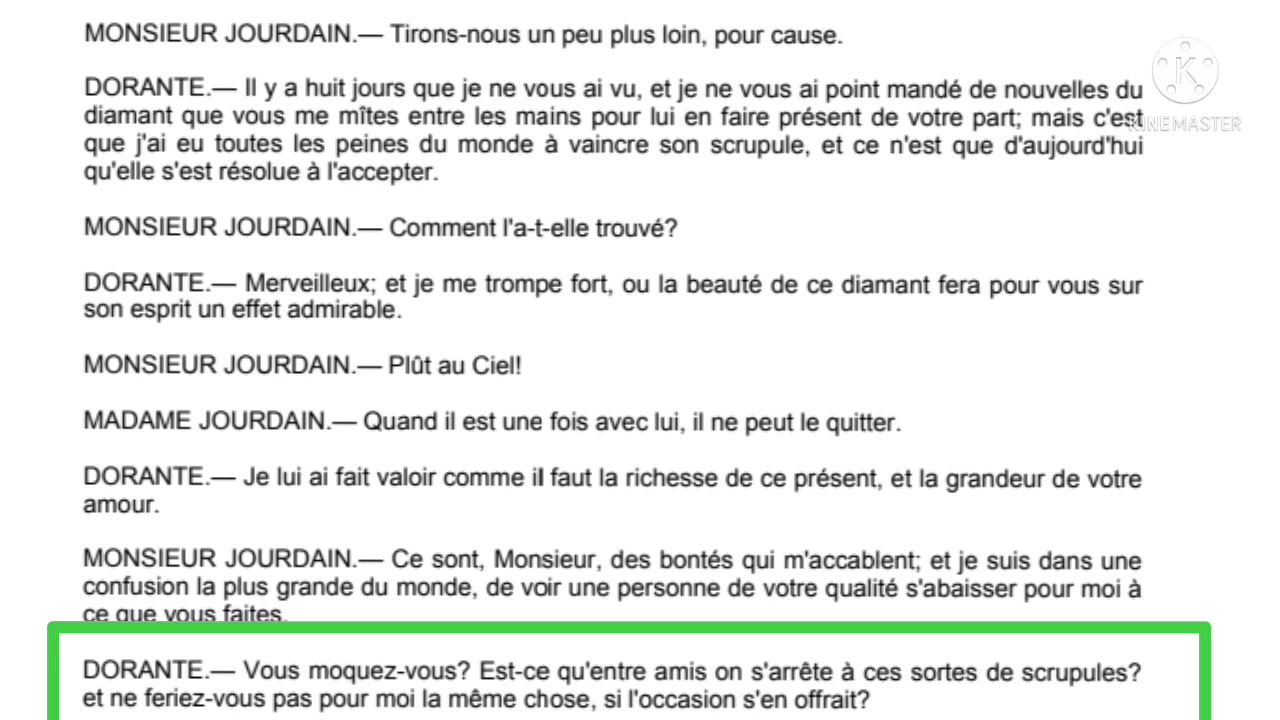 MONSIEUR JOURDAIN.— Tirons-nous un peu plus loin, pour cause.
DORANTE.— Il y a huit jours que je ne vous ai vu, et je ne vous ai point mandé de nouvelles du
diamant que vous me mîtes entre les mains pour lui en faire présent de votre part; mais c'est
que j'ai eu toutes les peines du monde à vaincre son scrupule, et ce n'est que d'aujourd'hui
qu'elle s'est résolue à l'accepter.
MONSIEUR JOURDAIN.— Comment l'a-t-elle trouvé?
DORANTE.— Merveilleux; et je me trompe fort, ou la beauté de ce diamant fera pour vous sur
son esprit un effet admirable.
MONSIEUR JOURDAIN.— Plût au Ciel!
MADAME JOURDAIN.— Quand il est une fois avec lui, il ne peut le quitter.
DORANTE.— Je lui ai fait valoir comme il faut la richesse de ce présent, et la grandeur de votre
amour.
MONSIEUR JOURDAIN.— Ce sont, Monsieur, des bontés qui m'accablent; et je suis dans une
confusion la plus grande du monde, de voir une personne de votre qualité s'abaisser pour moi à
ce que vous faites.
DORANTE.— Vous moquez-vous? Est-ce qu'entre amis on s'arrête à ces sortes de scrupules?
et ne feriez-vous pas pour moi la même chose, si l'occasion s'en offrait?
K
KINEMASTER